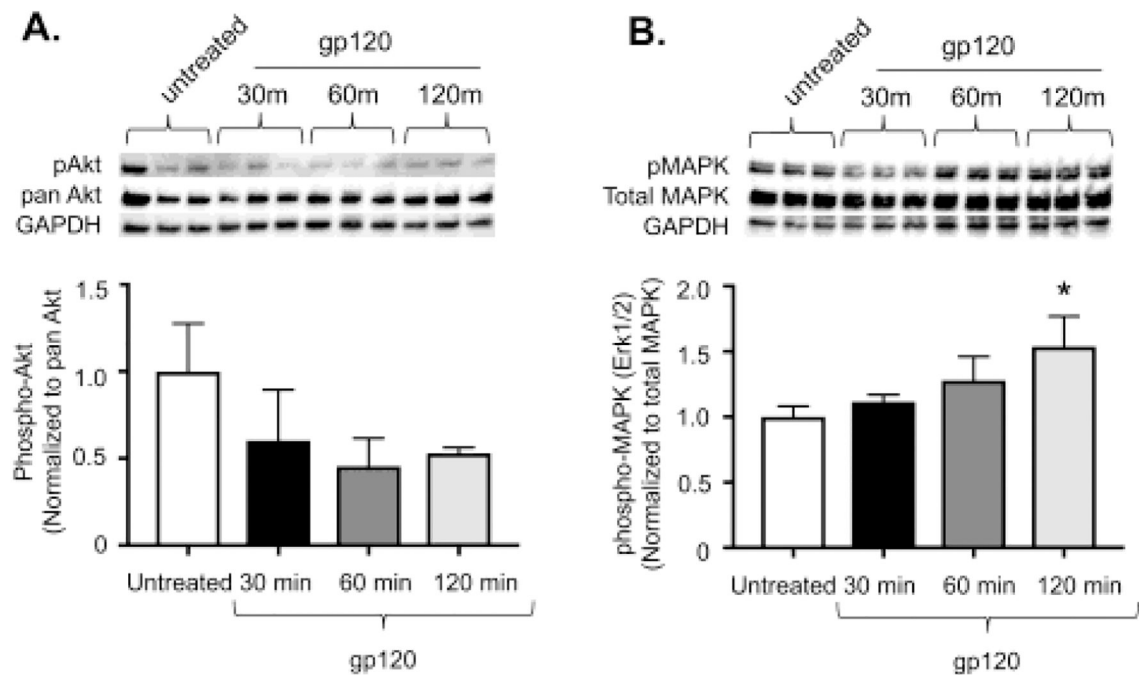 A.
untreated
gp120
30m 60m 120m
pAkt
pan Akt
GAPDH
Phospho-Akt
(Normalized to pan Akt
1.5
1.0
0.5
0
Untreated 30 min 60 min 120 min
gp120
B.
untreated
gp120
30m 60m 120m
pMAPK
Total MAPK
GAPDH
phospho-MAPK (Erk1/2)
(Normalized to total MAPK)
2.0
1.5
1.0
0.5
0.0
*
Untreated 30 min 60 min 120 min
gp120